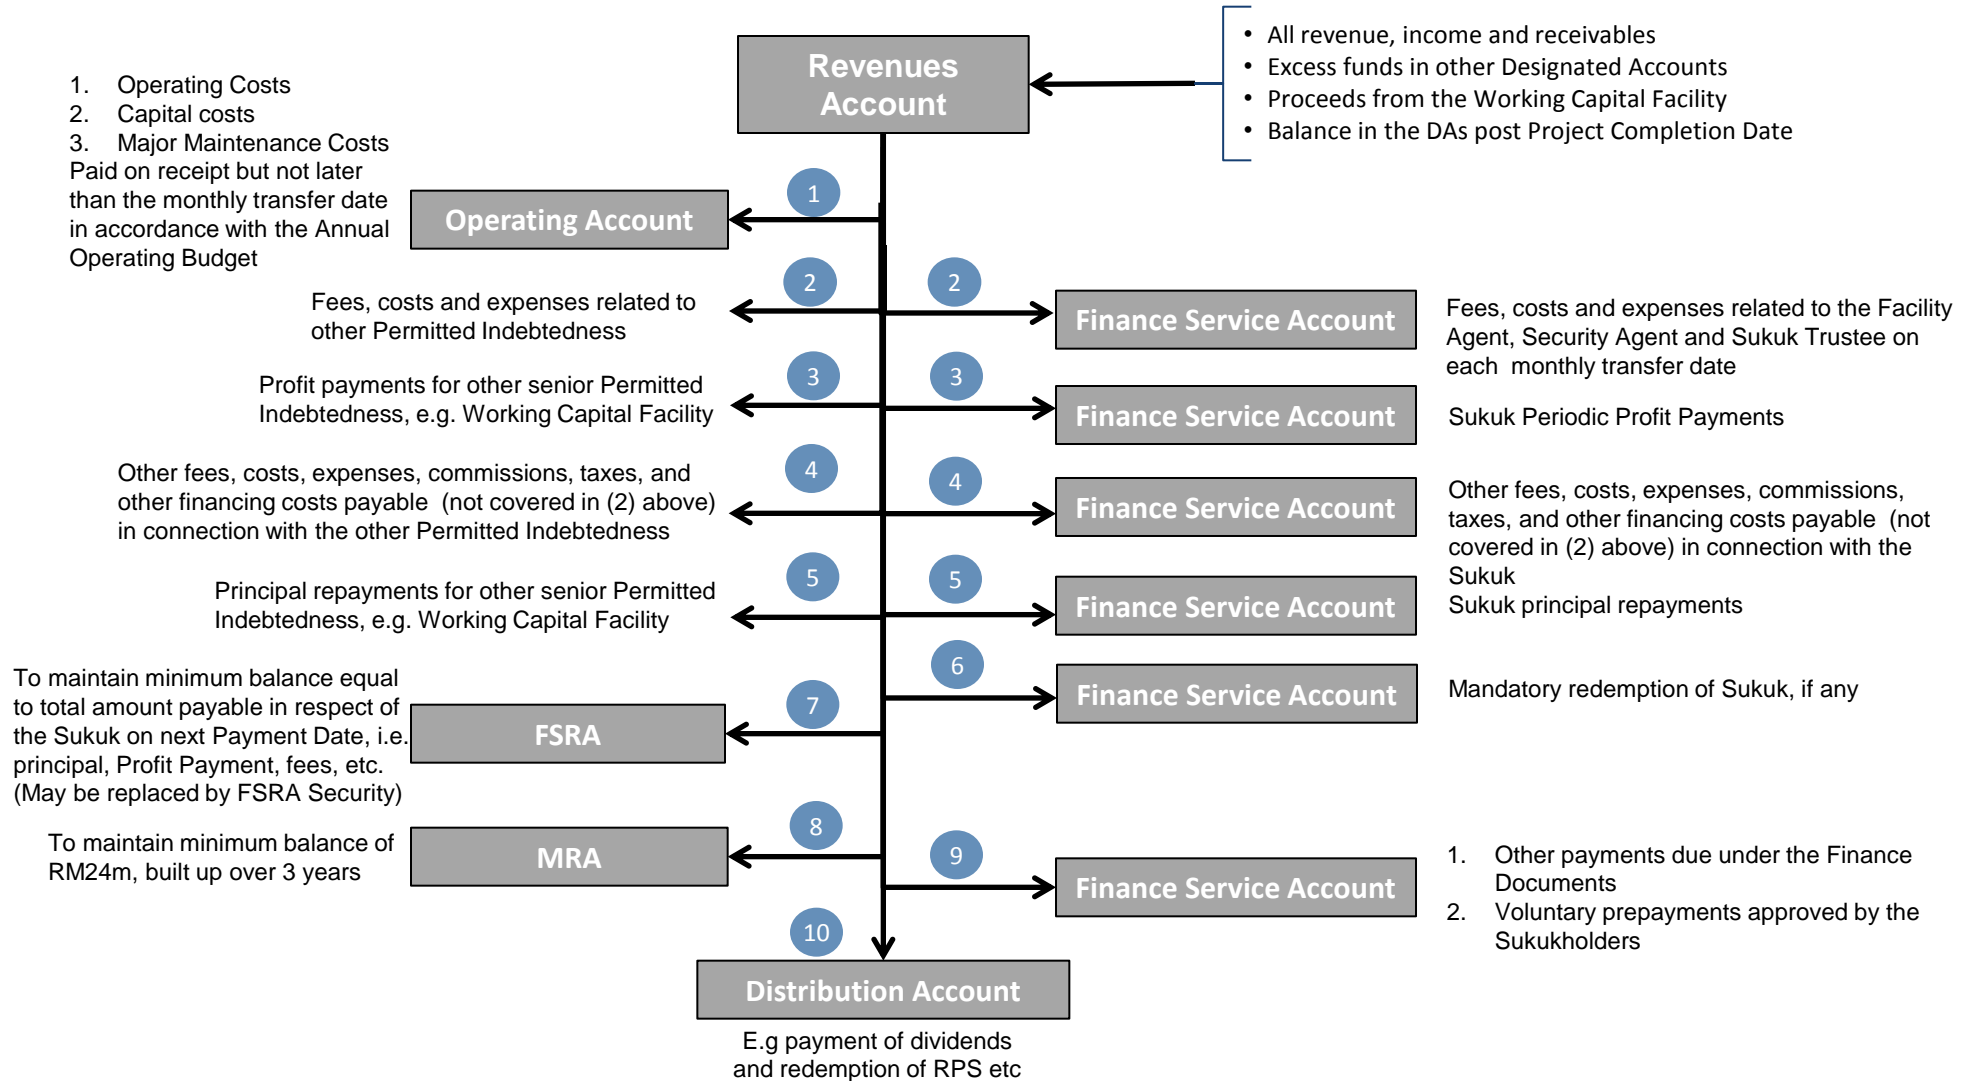 Revenues
Account
• All revenue, income and receivables
• Excess funds in other Designated Accounts
• Proceeds from the Working Capital Facility
• Balance in the DAs post Project Completion Date
1. Operating Costs
2. Capital costs
3. Major Maintenance Costs
Paid on receipt but not later
than the monthly transfer date
in accordance with the Annual
Operating Budget
Operating Account
1
Fees, costs and expenses related to
other Permitted Indebtedness
2
2
Finance Service Account
Fees, costs and expenses related to the Facility
Agent, Security Agent and Sukuk Trustee on
each monthly transfer date
Profit payments for other senior Permitted
Indebtedness, e.g. Working Capital Facility
3
3
Finance Service Account
Sukuk Periodic Profit Payments
Other fees, costs, expenses, commissions, taxes, and
other financing costs payable (not covered in (2) above)
in connection with the other Permitted Indebtedness
4
4
Finance Service Account
Other fees, costs, expenses, commissions,
taxes, and other financing costs payable (not
covered in (2) above) in connection with the
Sukuk
Principal repayments for other senior Permitted
Indebtedness, e.g. Working Capital Facility
5
5
Finance Service Account
Sukuk principal repayments
6
Finance Service Account
Mandatory redemption of Sukuk, if any
To maintain minimum balance equal
to total amount payable in respect of
the Sukuk on next Payment Date, i.e.
principal, Profit Payment, fees, etc.
(May be replaced by FSRA Security)
FSRA
7
To maintain minimum balance of
RM24m, built up over 3 years
MRA
8
9
Finance Service Account
1. Other payments due under the Finance
Documents
2. Voluntary prepayments approved by the
Sukukholders
10
Distribution Account
E.g payment of dividends
and redemption of RPS etc